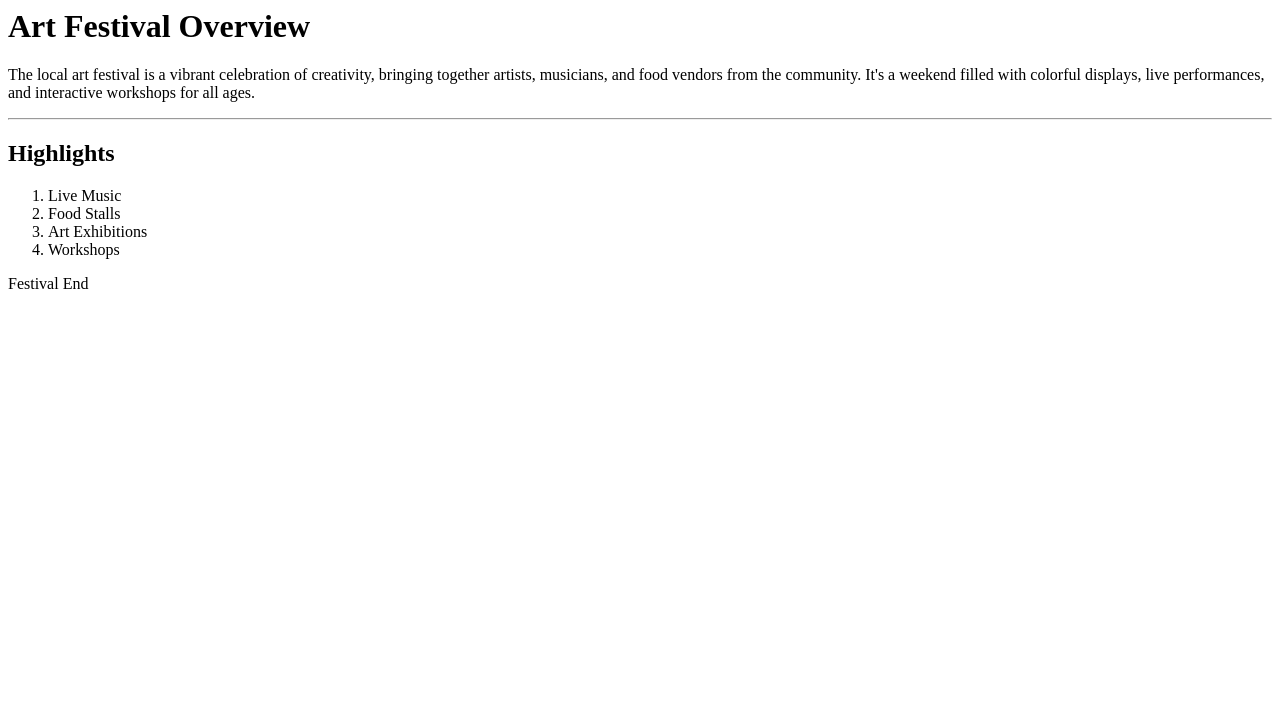 Art Festival Overview
The local art festival is a vibrant celebration of creativity, bringing together artists, musicians, and food vendors from the community. It's a weekend filled with colorful displays, live performances,
and interactive workshops for all ages.
Highlights
1. Live Music
2. Food Stalls
3. Art Exhibitions
4. Workshops
Festival End